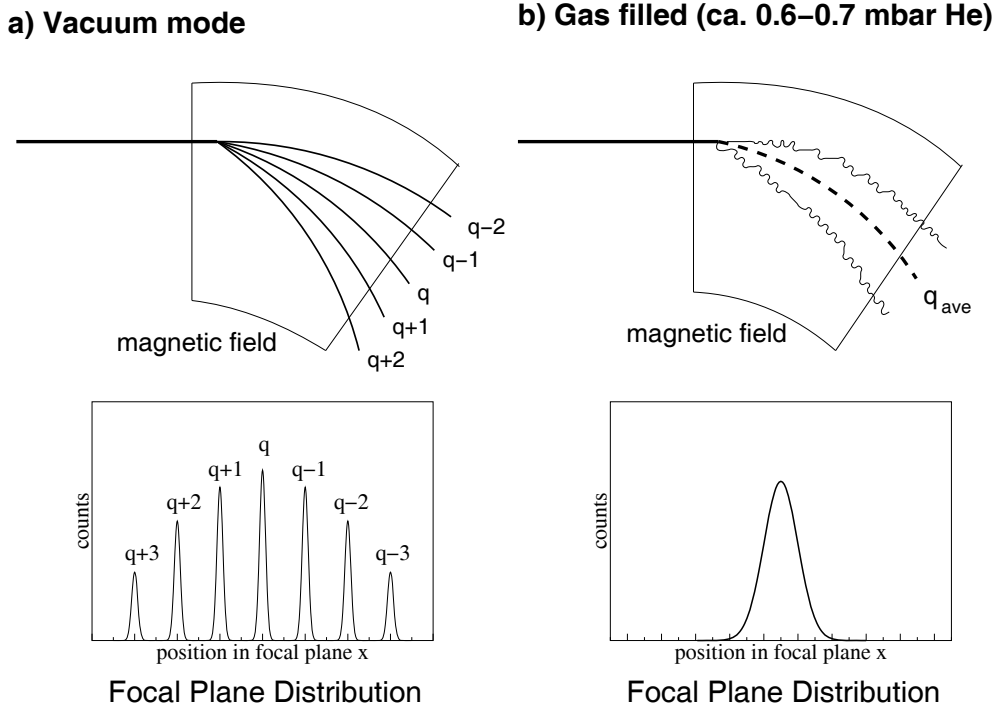 a) Vacuum mode
b) Gas filled (ca. 0.6−0.7 mbar He)
q−2
q−1
q
q+1
q+2
magnetic field
q ave
magnetic field
q
q+1
q−1
q+2
q−2
q+3
q−3
counts
position in focal plane x
Focal Plane Distribution
counts
position in focal plane x
Focal Plane Distribution